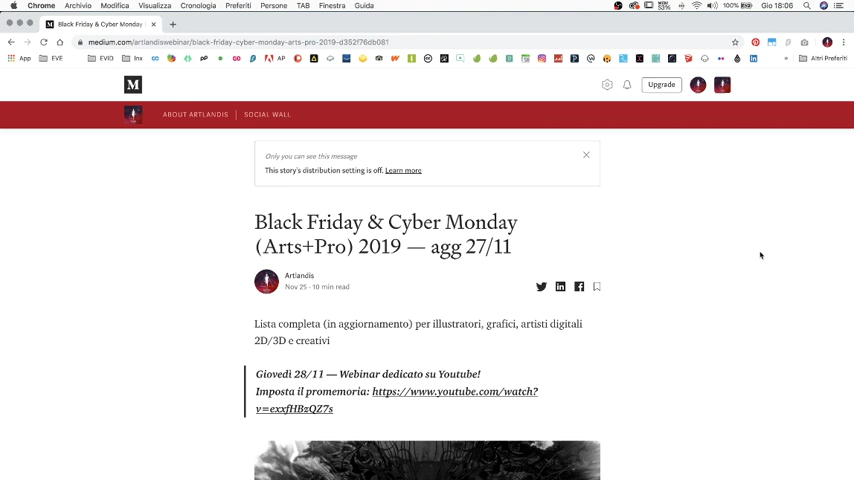 Chrome Archivio Modifica Visualizza Cronologia Preferiti Persone TAB Finestra Guida
100% Gio 18:06
Black Friday & Cyber Monday
medium.com/artlandiswebinar/black-friday-cyber-monday-arts-pro-2019-d352f76db081
App EVE EVID Inx AP Altri Preferiti
M
Upgrade
ABOUT ARTLANDIS SOCIAL WALL
Only you can see this message
This story's distribution setting is off. Learn more
Black Friday & Cyber Monday
(Arts+Pro) 2019 — agg 27/11
Artlandis
Nov 25 · 10 min read
Lista completa (in aggiornamento) per illustratori, grafici, artisti digitali
2D/3D e creativi
Giovedì 28/11 — Webinar dedicato su Youtube!
Imposta il promemoria: https://www.youtube.com/watch?
v=exxfHBzQZ7s